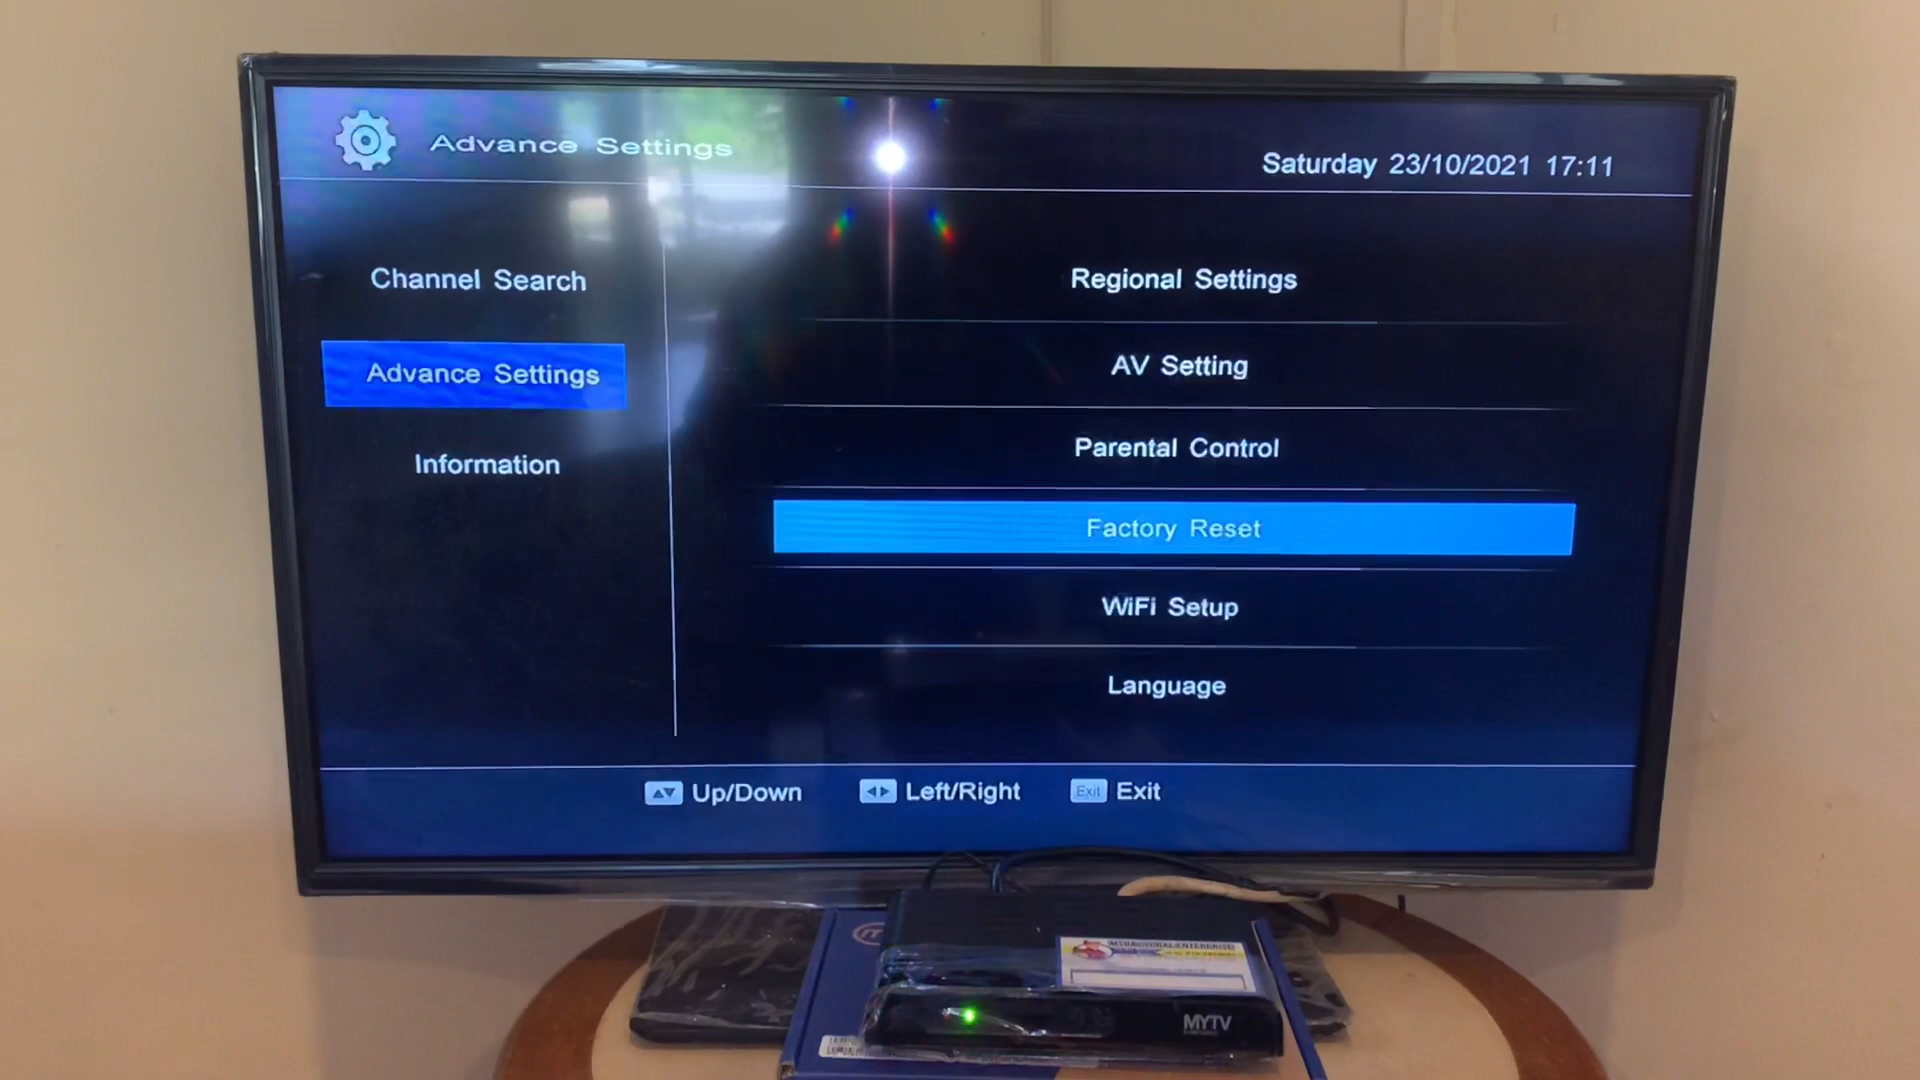 Advance Settings
Saturday 23/10/2021 17:11
Channel Search
Advance Settings
Information
Regional Settings
AV Setting
Parental Control
Factory Reset
WiFi Setup
Language
Up/Down
Left/Right
Exit Exit
MYTV